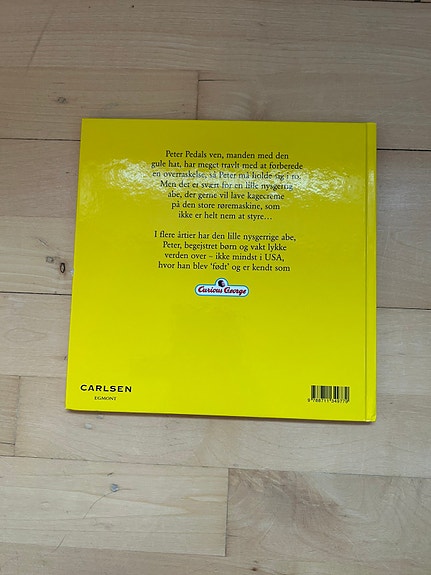 Peter Pedals ven, manden med den
gule hat, har meget travlt med at forberede
en overraskelse, så Peter må holde sig i ro.
Men det er svært for en lille nysgerrig
abe, der gerne vil lave kagecreme
på den store røremaskine, som
ikke er helt nem at styre…
I flere årtier har den lille nysgerrige abe,
Peter, begejstret børn og vakt lykke
verden over – ikke mindst i USA,
hvor han blev ‘født’ og er kendt som
Curious George
CARLSEN
EGMONT